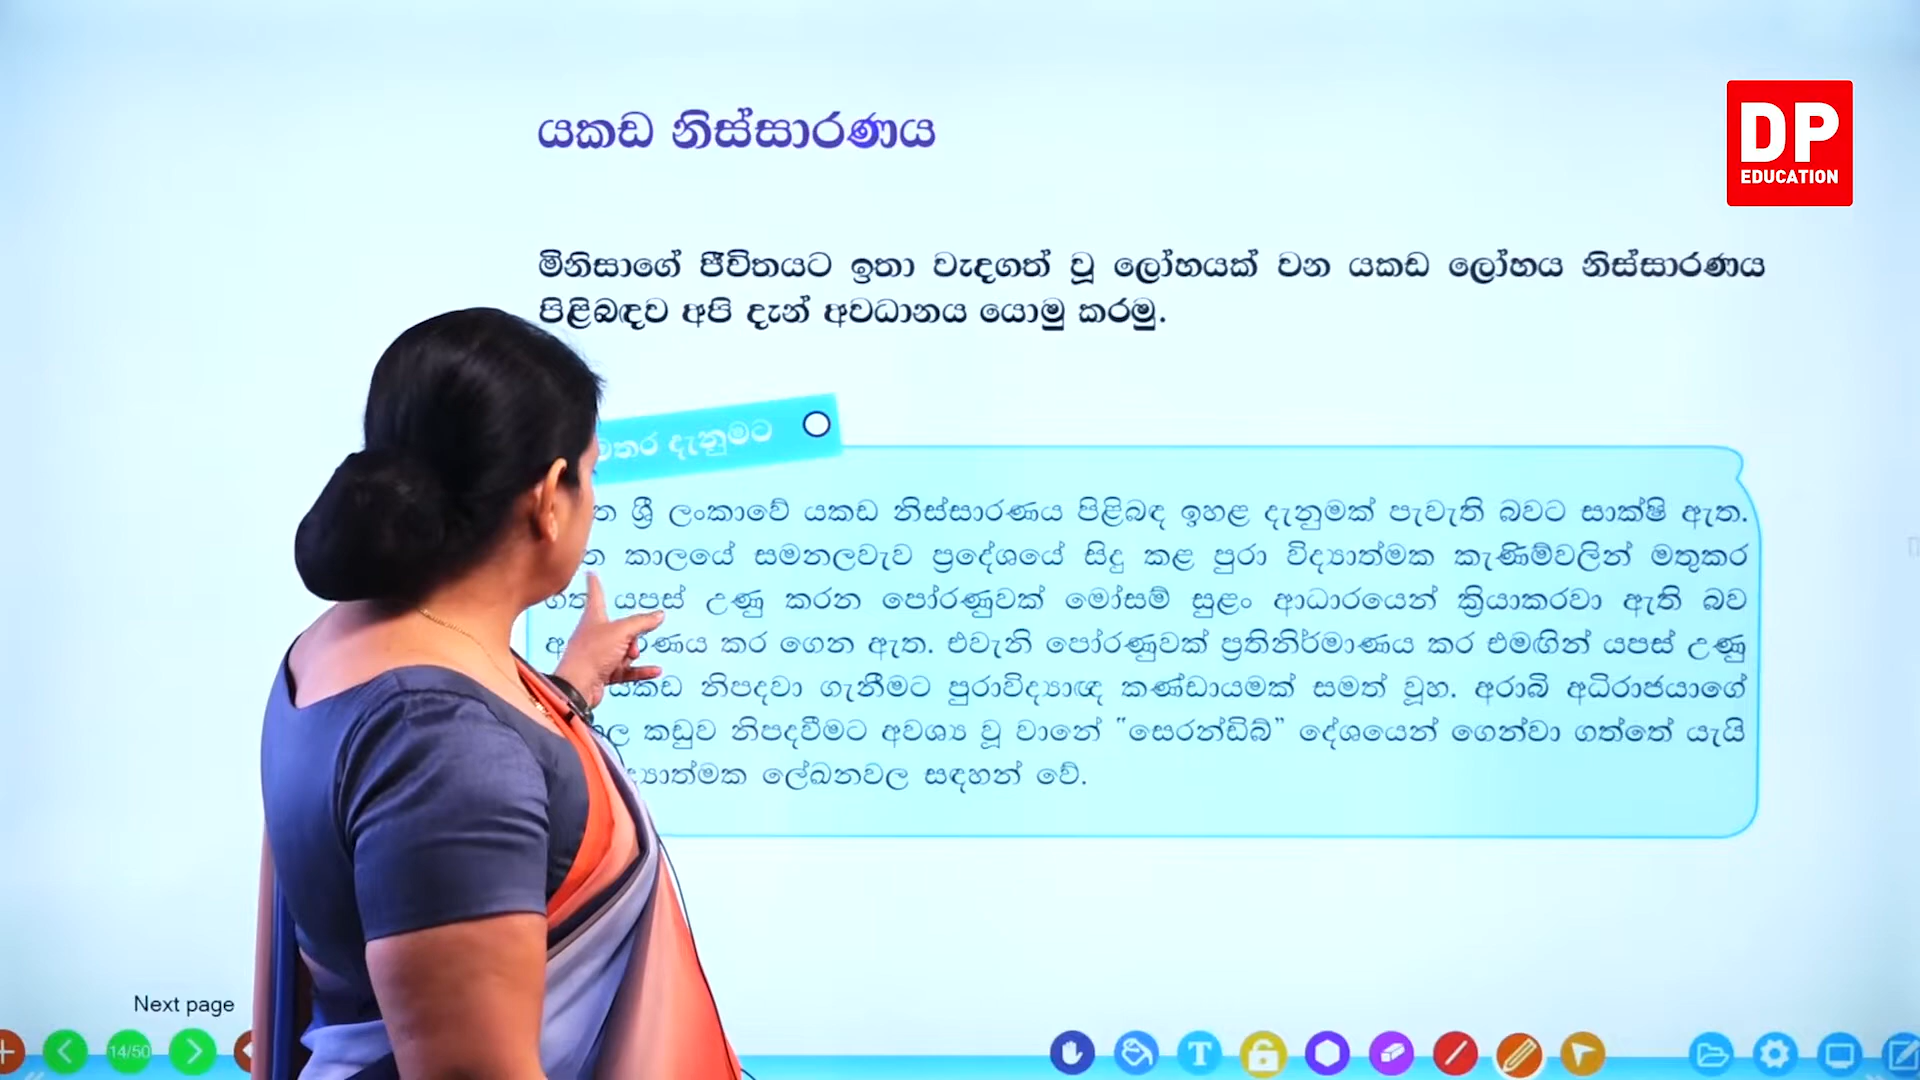 යකඩ නිස්සාරණය
DP
EDUCATION
මිනිසාගේ ජීවිතයට ඉතා වැදගත් වූ ලෝහයක් වන යකඩ ලෝහය නිස්සාරණය
පිළිබඳව අපි දැන් අවධානය යොමු කරමු.
දැනුමට
ශ්‍රී ලංකාවේ යකඩ නිස්සාරණය පිළිබඳ ඉහළ දැනුමක් පැවැති බවට සාක්ෂි ඇත.
කාලයේ සමනලවැව ප්‍රදේශයේ සිදු කළ පුරා විද්‍යාත්මක කැණිම්වලින් මතුකර
ගත් යපස් උණු කරන පෝරණුවක් මෝසම් සුළං ආධාරයෙන් ක්‍රියාකරවා ඇති බව
කර ගෙන ඇත. එවැනි පෝරණුවක් ප්‍රතිනිර්මාණය කර එමඟින් යපස් උණු
යකඩ නිපදවා ගැනීමට පුරාවිද්‍යාඥ කණ්ඩායමක් සමත් වූහ. අරාබි අධිරාජයාගේ
කඩුව නිපදවීමට අවශ්‍ය වූ වානේ “සෙරන්ඩිබ්” දේශයෙන් ගෙන්වා ගත්තේ යැයි
ලේඛනවල සඳහන් වේ.
Next page
14/50